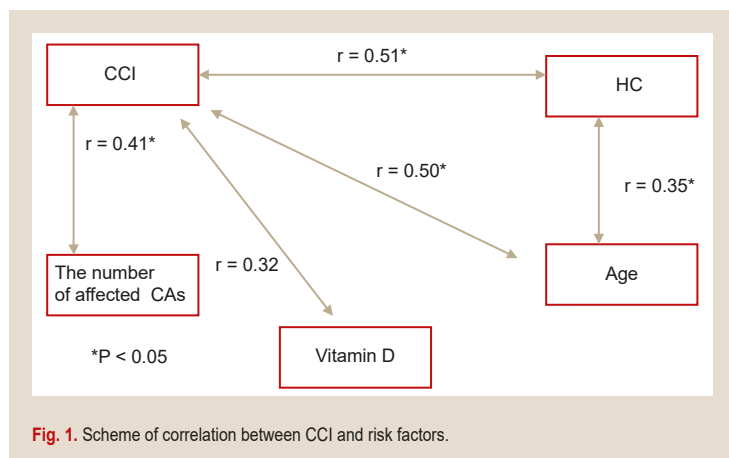 CCI
r = 0.51*
HC
r = 0.41*
r = 0.50*
r = 0.35*
The number
of affected CAs
r = 0.32
Age
*P < 0.05
Vitamin D
Fig. 1. Scheme of correlation between CCI and risk factors.